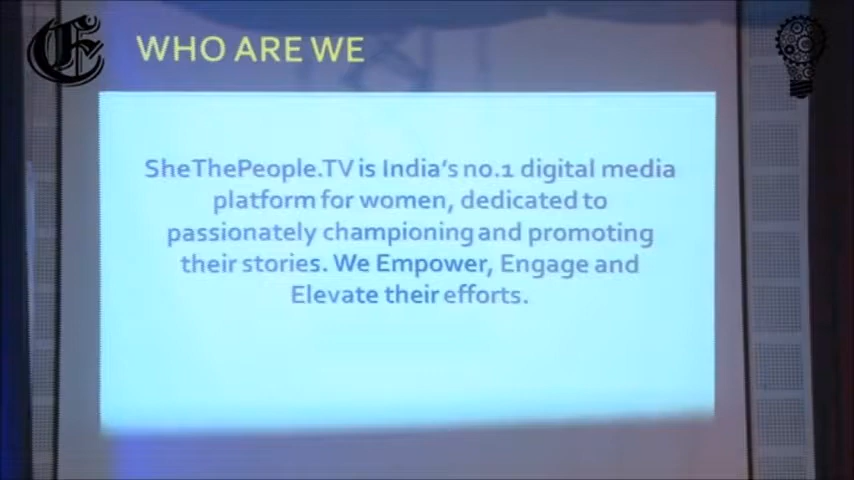 WHO ARE WE
SheThePeople.TV is India's no.1 digital media
platform for women, dedicated to
passionately championing and promoting
their stories. We Empower, Engage and
Elevate their efforts.